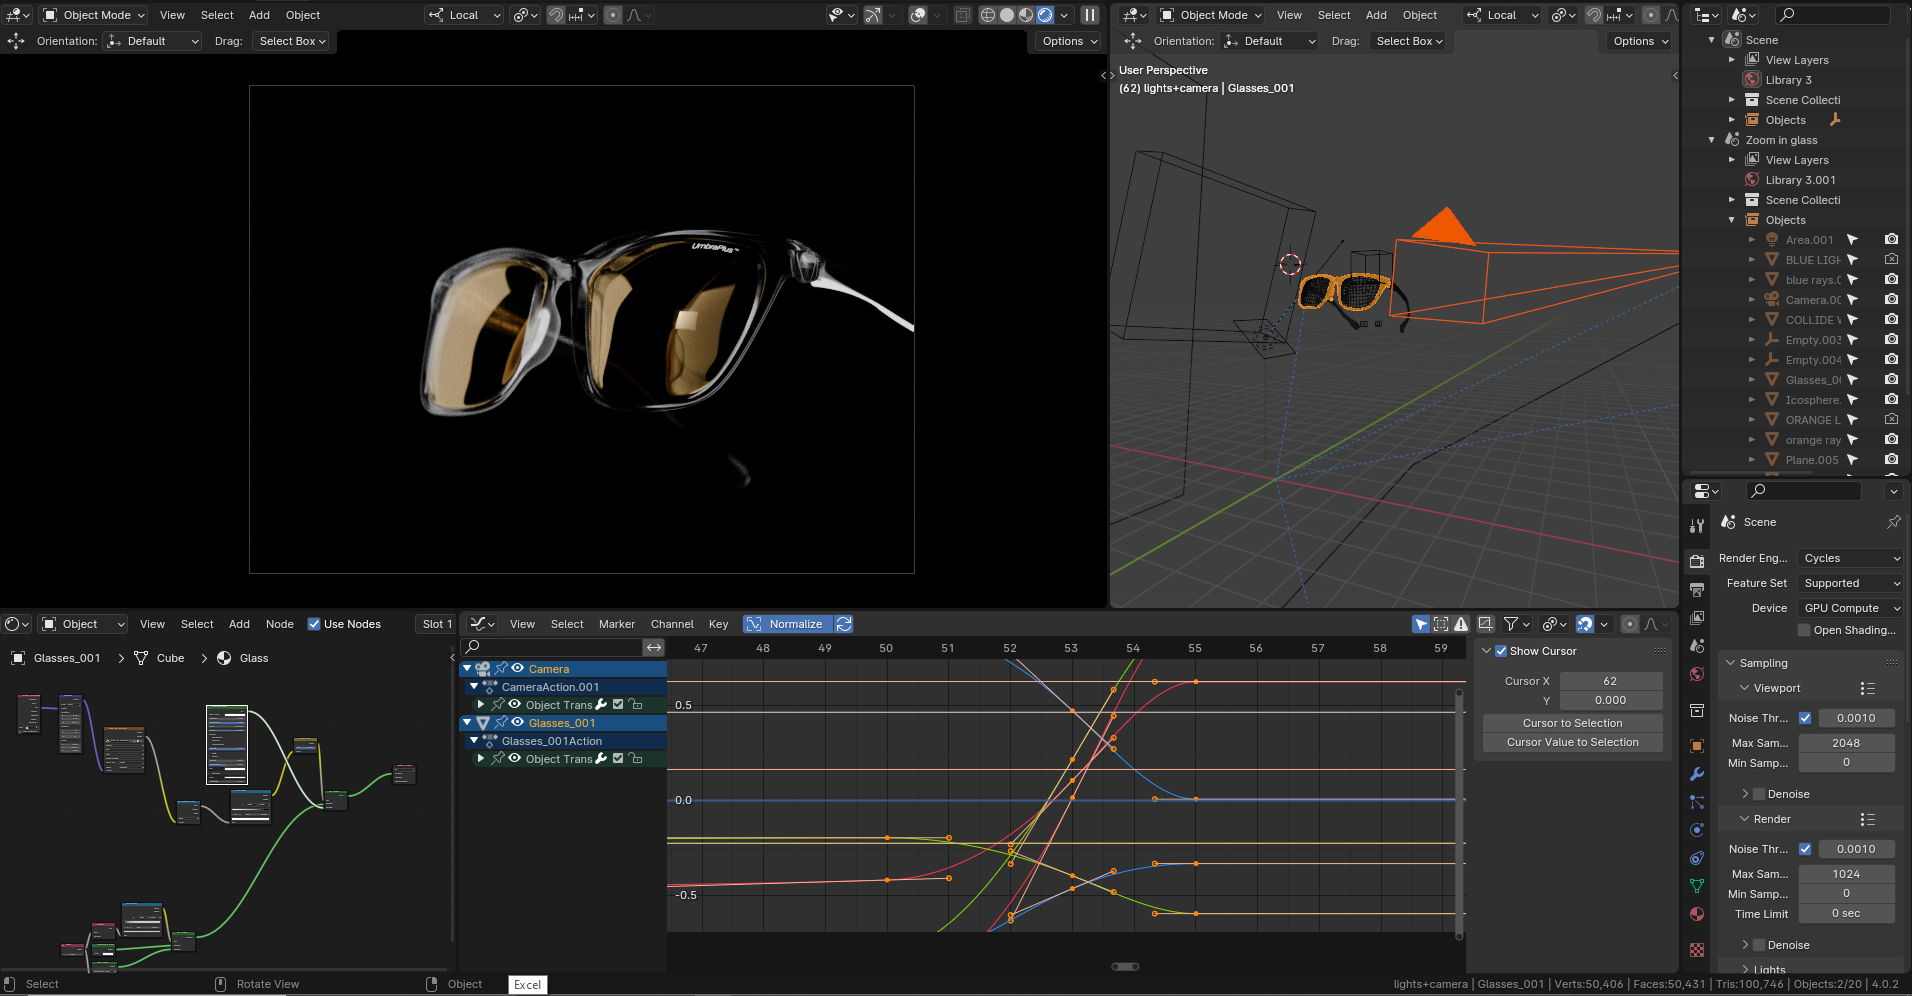 Object Mode View Select Add Object Local
Orientation: Default Drag: Select Box Options
UmbraPlus™
Object Mode View Select Add Object Local
Orientation: Default Drag: Select Box Options
User Perspective
(62) lights+camera | Glasses_001
Scene
View Layers
Library 3
Scene Collecti
Objects
Zoom in glass
View Layers
Library 3.001
Scene Collecti
Objects
Area.001
BLUE LIGH
blue rays.
Camera.00
COLLIDE
Empty.003
Empty.004
Glasses_0
Icosphere.
ORANGE L
orange ray
Plane.005
Scene
Render Eng... Cycles
Feature Set Supported
Device GPU Compute
Open Shading...
Sampling
Viewport
Noise Thr... 0.0010
Max Sam... 2048
Min Samp... 0
Denoise
Render
Noise Thr... 0.0010
Max Sam... 1024
Min Samp... 0
Time Limit 0 sec
Denoise
Lights
Object View Select Add Node Use Nodes Slot 1
Glasses_001 Cube Glass
View Select Marker Channel Key Normalize
47 48 49 50 51 52 53 54 55 56 57 58 59
Camera
CameraAction.001
Object Trans
Glasses_001
Glasses_001Action
Object Trans
0.5
0.0
-0.5
Show Cursor
Cursor X 62
Y 0.000
Cursor to Selection
Cursor Value to Selection
Select Rotate View Object Excel
lights+camera | Glasses_001 | Verts:50,406 | Faces:50,431 | Tris:100,746 | Objects:2/20 | 4.0.2